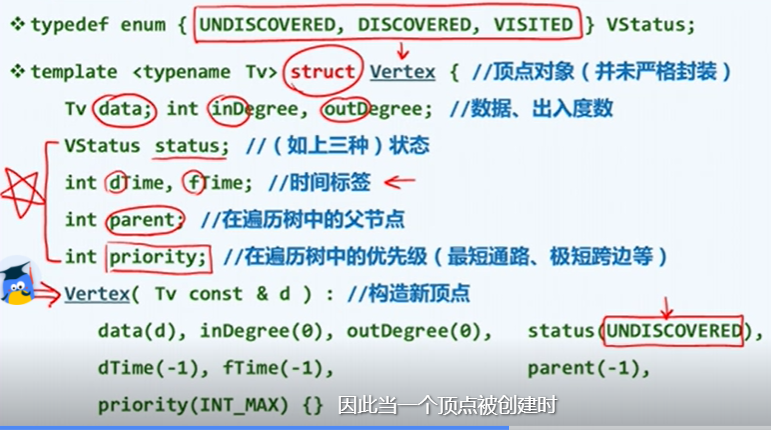 ❖ typedef enum { UNDISCOVERED, DISCOVERED, VISITED } VStatus;
❖ template <typename Tv> struct Vertex { //顶点对象（并未严格封装）
Tv data; int inDegree, outDegree; //数据、出入度数
VStatus status; //（如上三种）状态
int dTime, fTime; //时间标签
int parent; //在遍历树中的父节点
int priority; //在遍历树中的优先级（最短通路、极短跨边等）
Vertex( Tv const & d ) : //构造新顶点
data(d), inDegree(0), outDegree(0), status(UNDISCOVERED),
dTime(-1), fTime(-1), parent(-1),
priority(INT_MAX) {}
因此当一个顶点被创建时